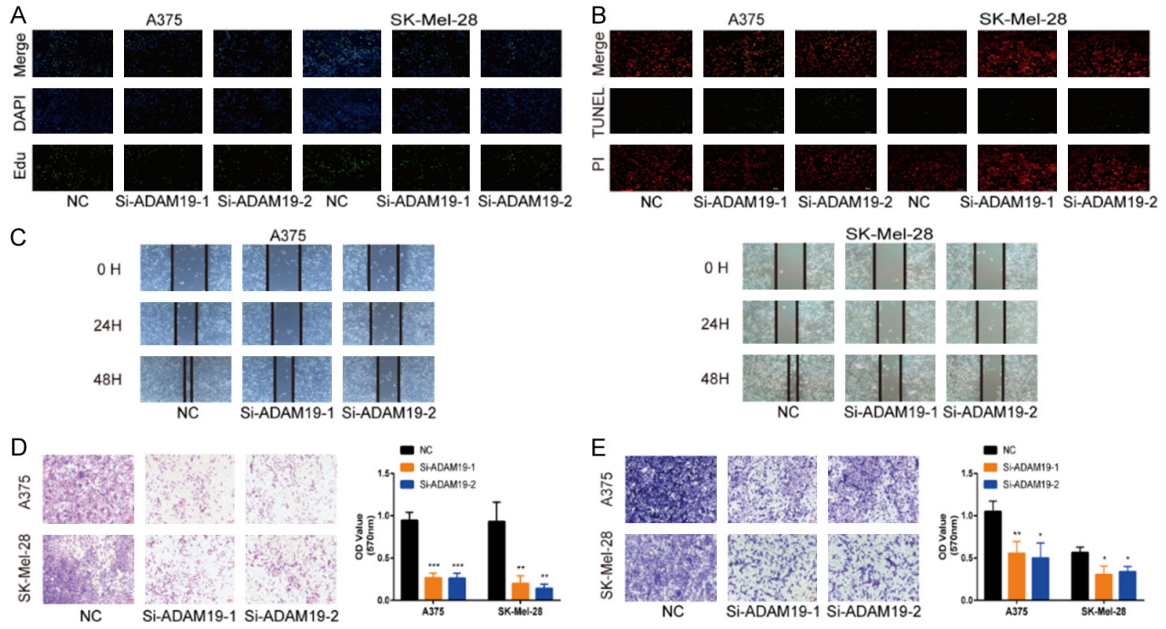 A
A375
SK-Mel-28
Merge
DAPI
Edu
NC
Si-ADAM19-1
Si-ADAM19-2
NC
Si-ADAM19-1
Si-ADAM19-2
B
A375
SK-Mel-28
Merge
TUNEL
PI
NC
Si-ADAM19-1
Si-ADAM19-2
NC
Si-ADAM19-1
Si-ADAM19-2
C
A375
0 H
24H
48H
NC
Si-ADAM19-1
Si-ADAM19-2
SK-Mel-28
0 H
24H
48H
NC
Si-ADAM19-1
Si-ADAM19-2
D
A375
SK-Mel-28
NC
Si-ADAM19-1
Si-ADAM19-2
NC
Si-ADAM19-1
Si-ADAM19-2
OD Value
(570nm)
1.5
1.0
0.5
0.0
*** ***
** **
A375
SK-Mel-28
E
A375
SK-Mel-28
NC
Si-ADAM19-1
Si-ADAM19-2
NC
Si-ADAM19-1
Si-ADAM19-2
OD Value
(570nm)
1.5
1.0
0.5
0.0
** *
* *
A375
SK-Mel-28